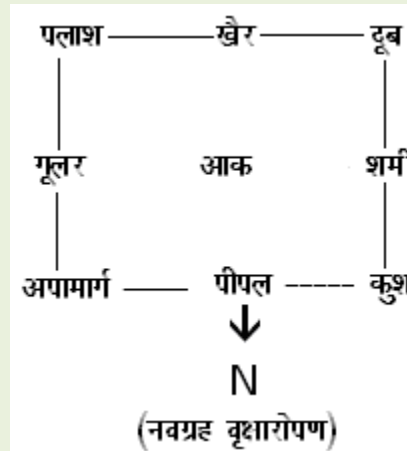 पलाश खैर दूब
गूलर आक शमी
अपामार्ग पीपल कुश
N
(नवग्रह वृक्षारोपण)